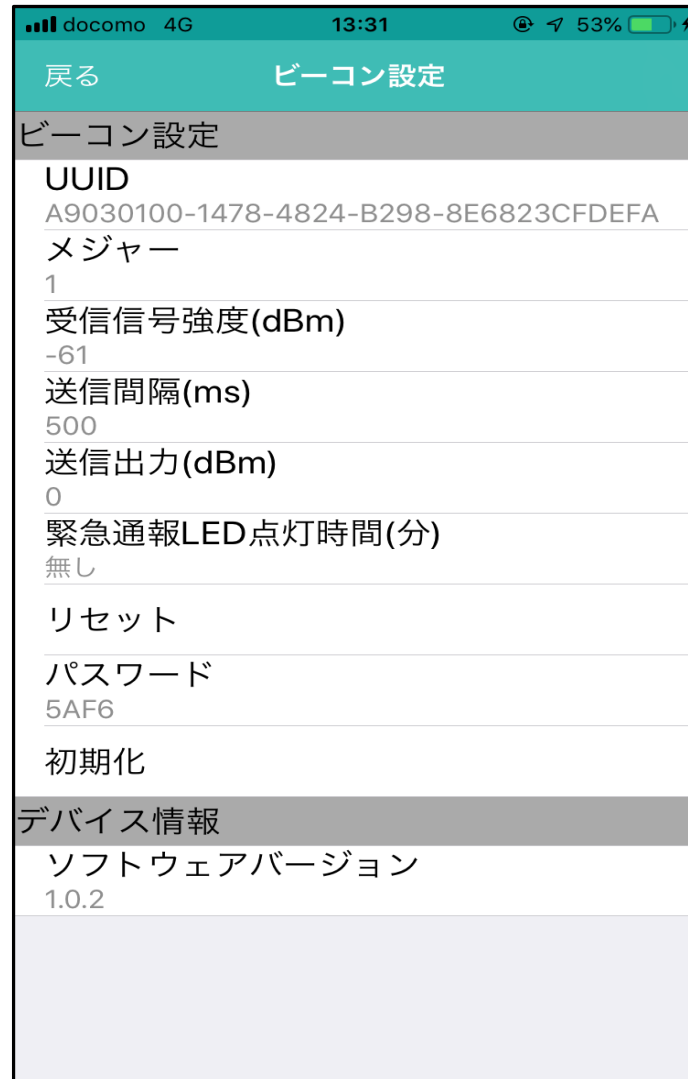 docomo 4G 13:31 53%
戻る ビーコン設定
ビーコン設定
UUID
A9030100-1478-4824-B298-8E6823CFDEFA
メジャー
1
受信信号強度(dBm)
-61
送信間隔(ms)
500
送信出力(dBm)
0
緊急通報LED点灯時間(分)
無し
リセット
パスワード
5AF6
初期化
デバイス情報
ソフトウェアバージョン
1.0.2